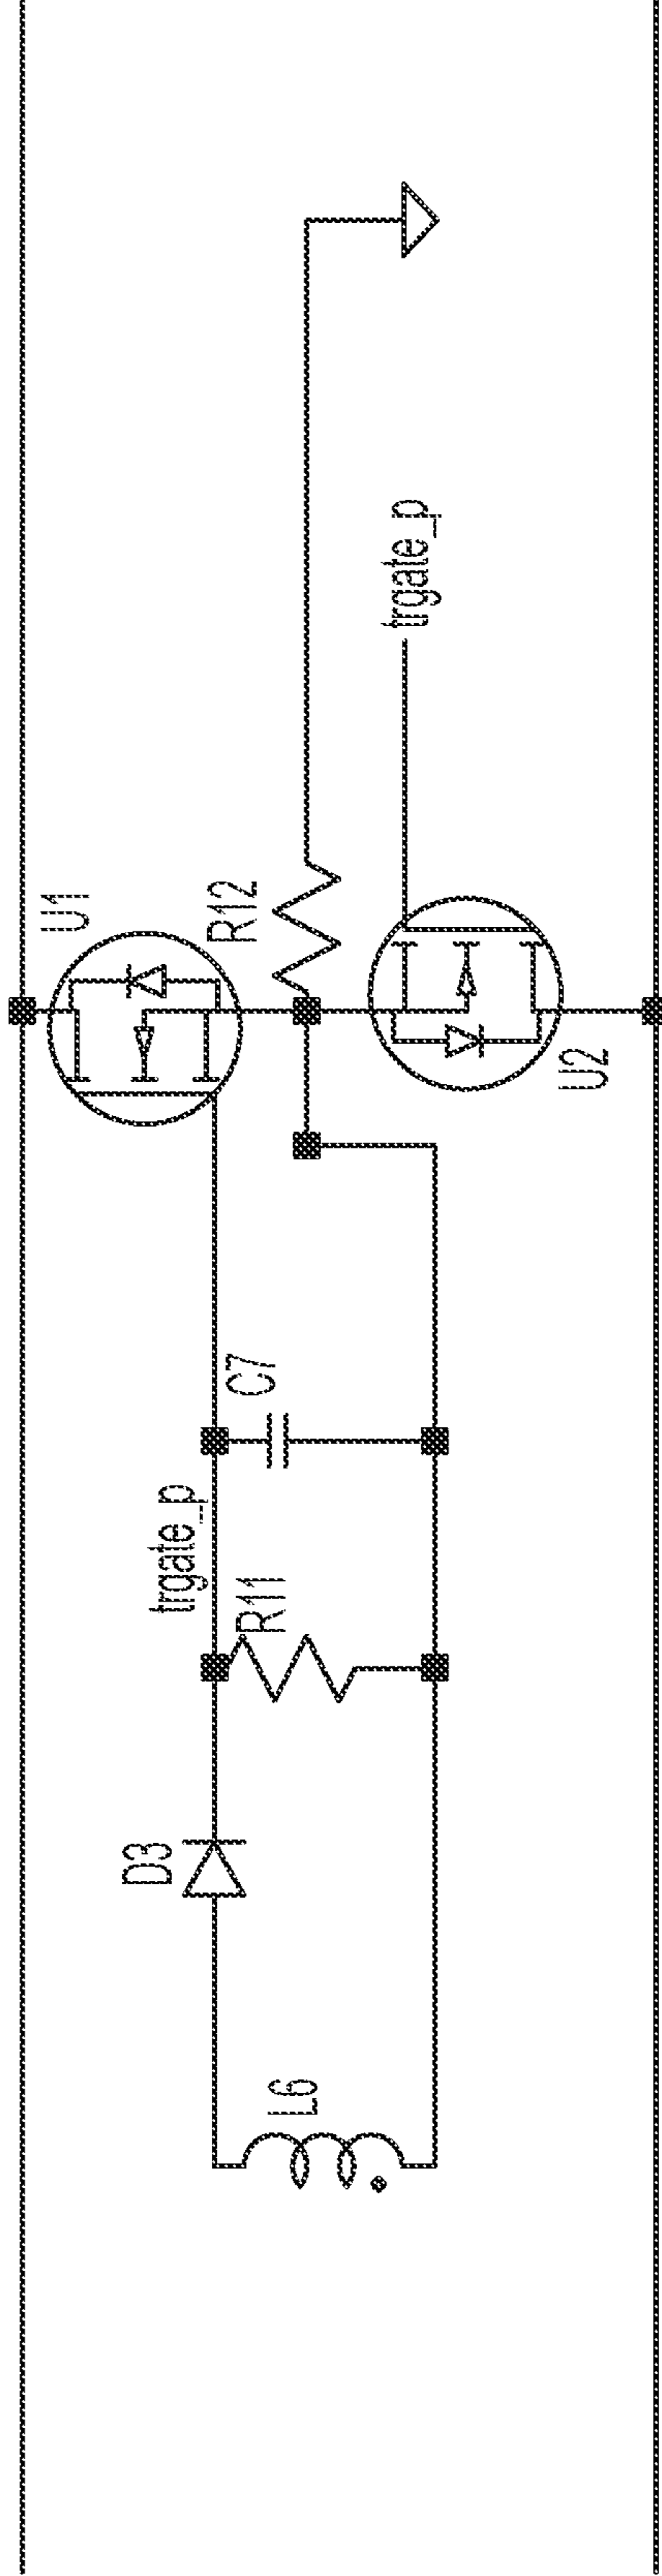 L6
D3
R11
trgate_p
C7
U1
R12
U2
trgate_p